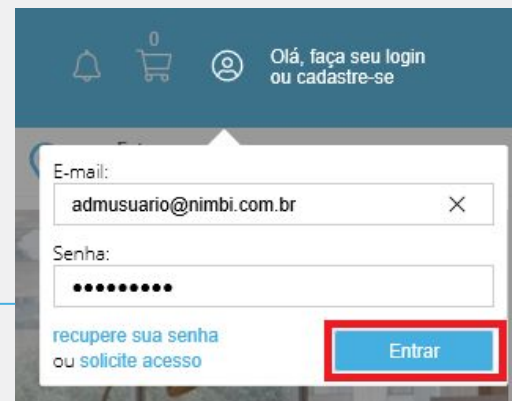 0
Olá, faça seu login
ou cadastre-se
E-mail:
admusuario@nimbi.com.br
Senha:
•••••••••
recupere sua senha
ou solicite acesso
Entrar